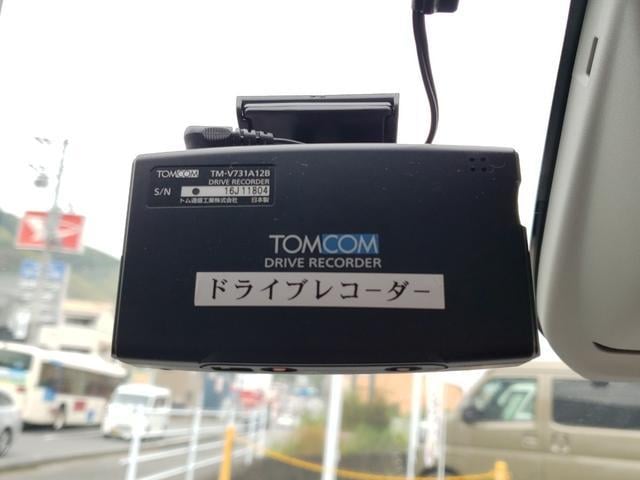 TOMCOM TM-V731A12B
DRIVE RECORDER
S/N 16J11804
トム通信工業株式会社 日本製
TOMCOM
DRIVE RECORDER
ドライブレコーダー